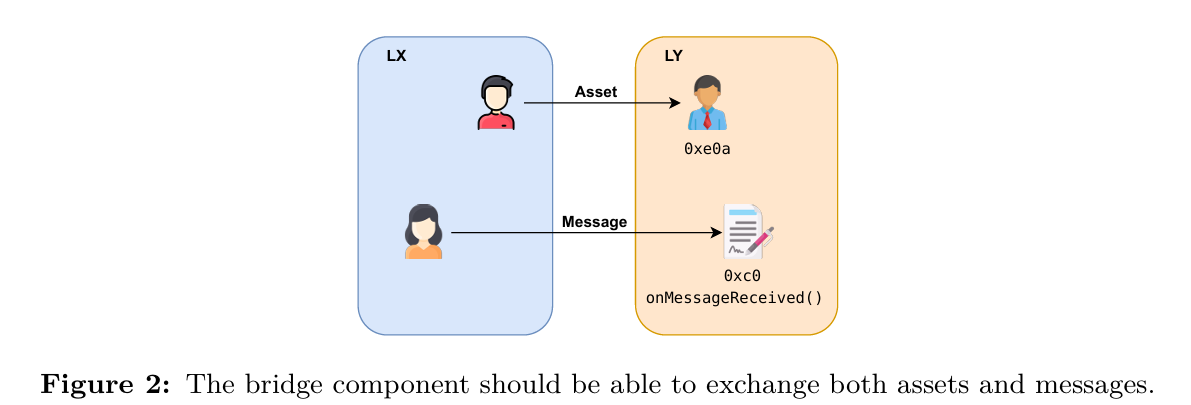 LX
LY
Asset
0xe0a
Message
0xc0
onMessageReceived()
Figure 2: The bridge component should be able to exchange both assets and messages.